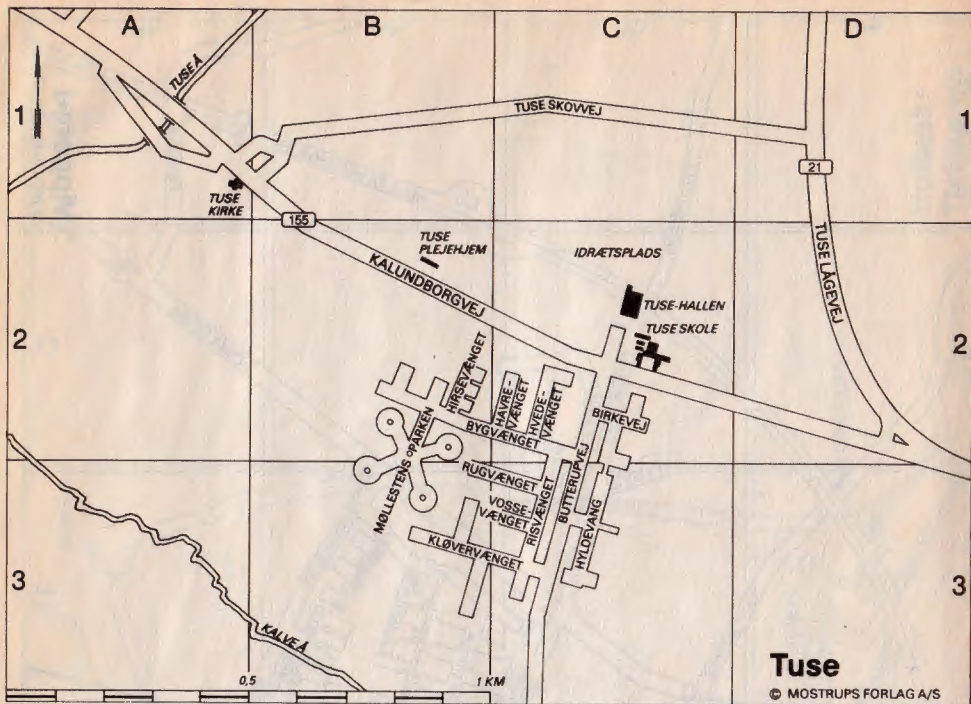 A
B
C
D
1
1
TUSE Å
TUSE SKOVVEJ
21
TUSE
KIRKE
155
TUSE
PLEJEHJEM
KALUNDBORGVEJ
IDRÆTSPLADS
TUSE-HALLEN
TUSE SKOLE
TUSE LÅGEVEJ
2
2
HIRSEVÆNGET
HAVRE-
VÆNGET
HVEDE-
VÆNGET
BIRKEVEJ
BYGVÆNGET
MØLLESTENSPARKEN
RUGVÆNGET
BUTTERUPVEJ
VOSSE-
VÆNGET
RISVÆNGET
HYLDEVANG
KLØVERVÆNGET
3
3
KALVE Å
0,5
1 KM
Tuse
© MOSTRUPS FORLAG A/S